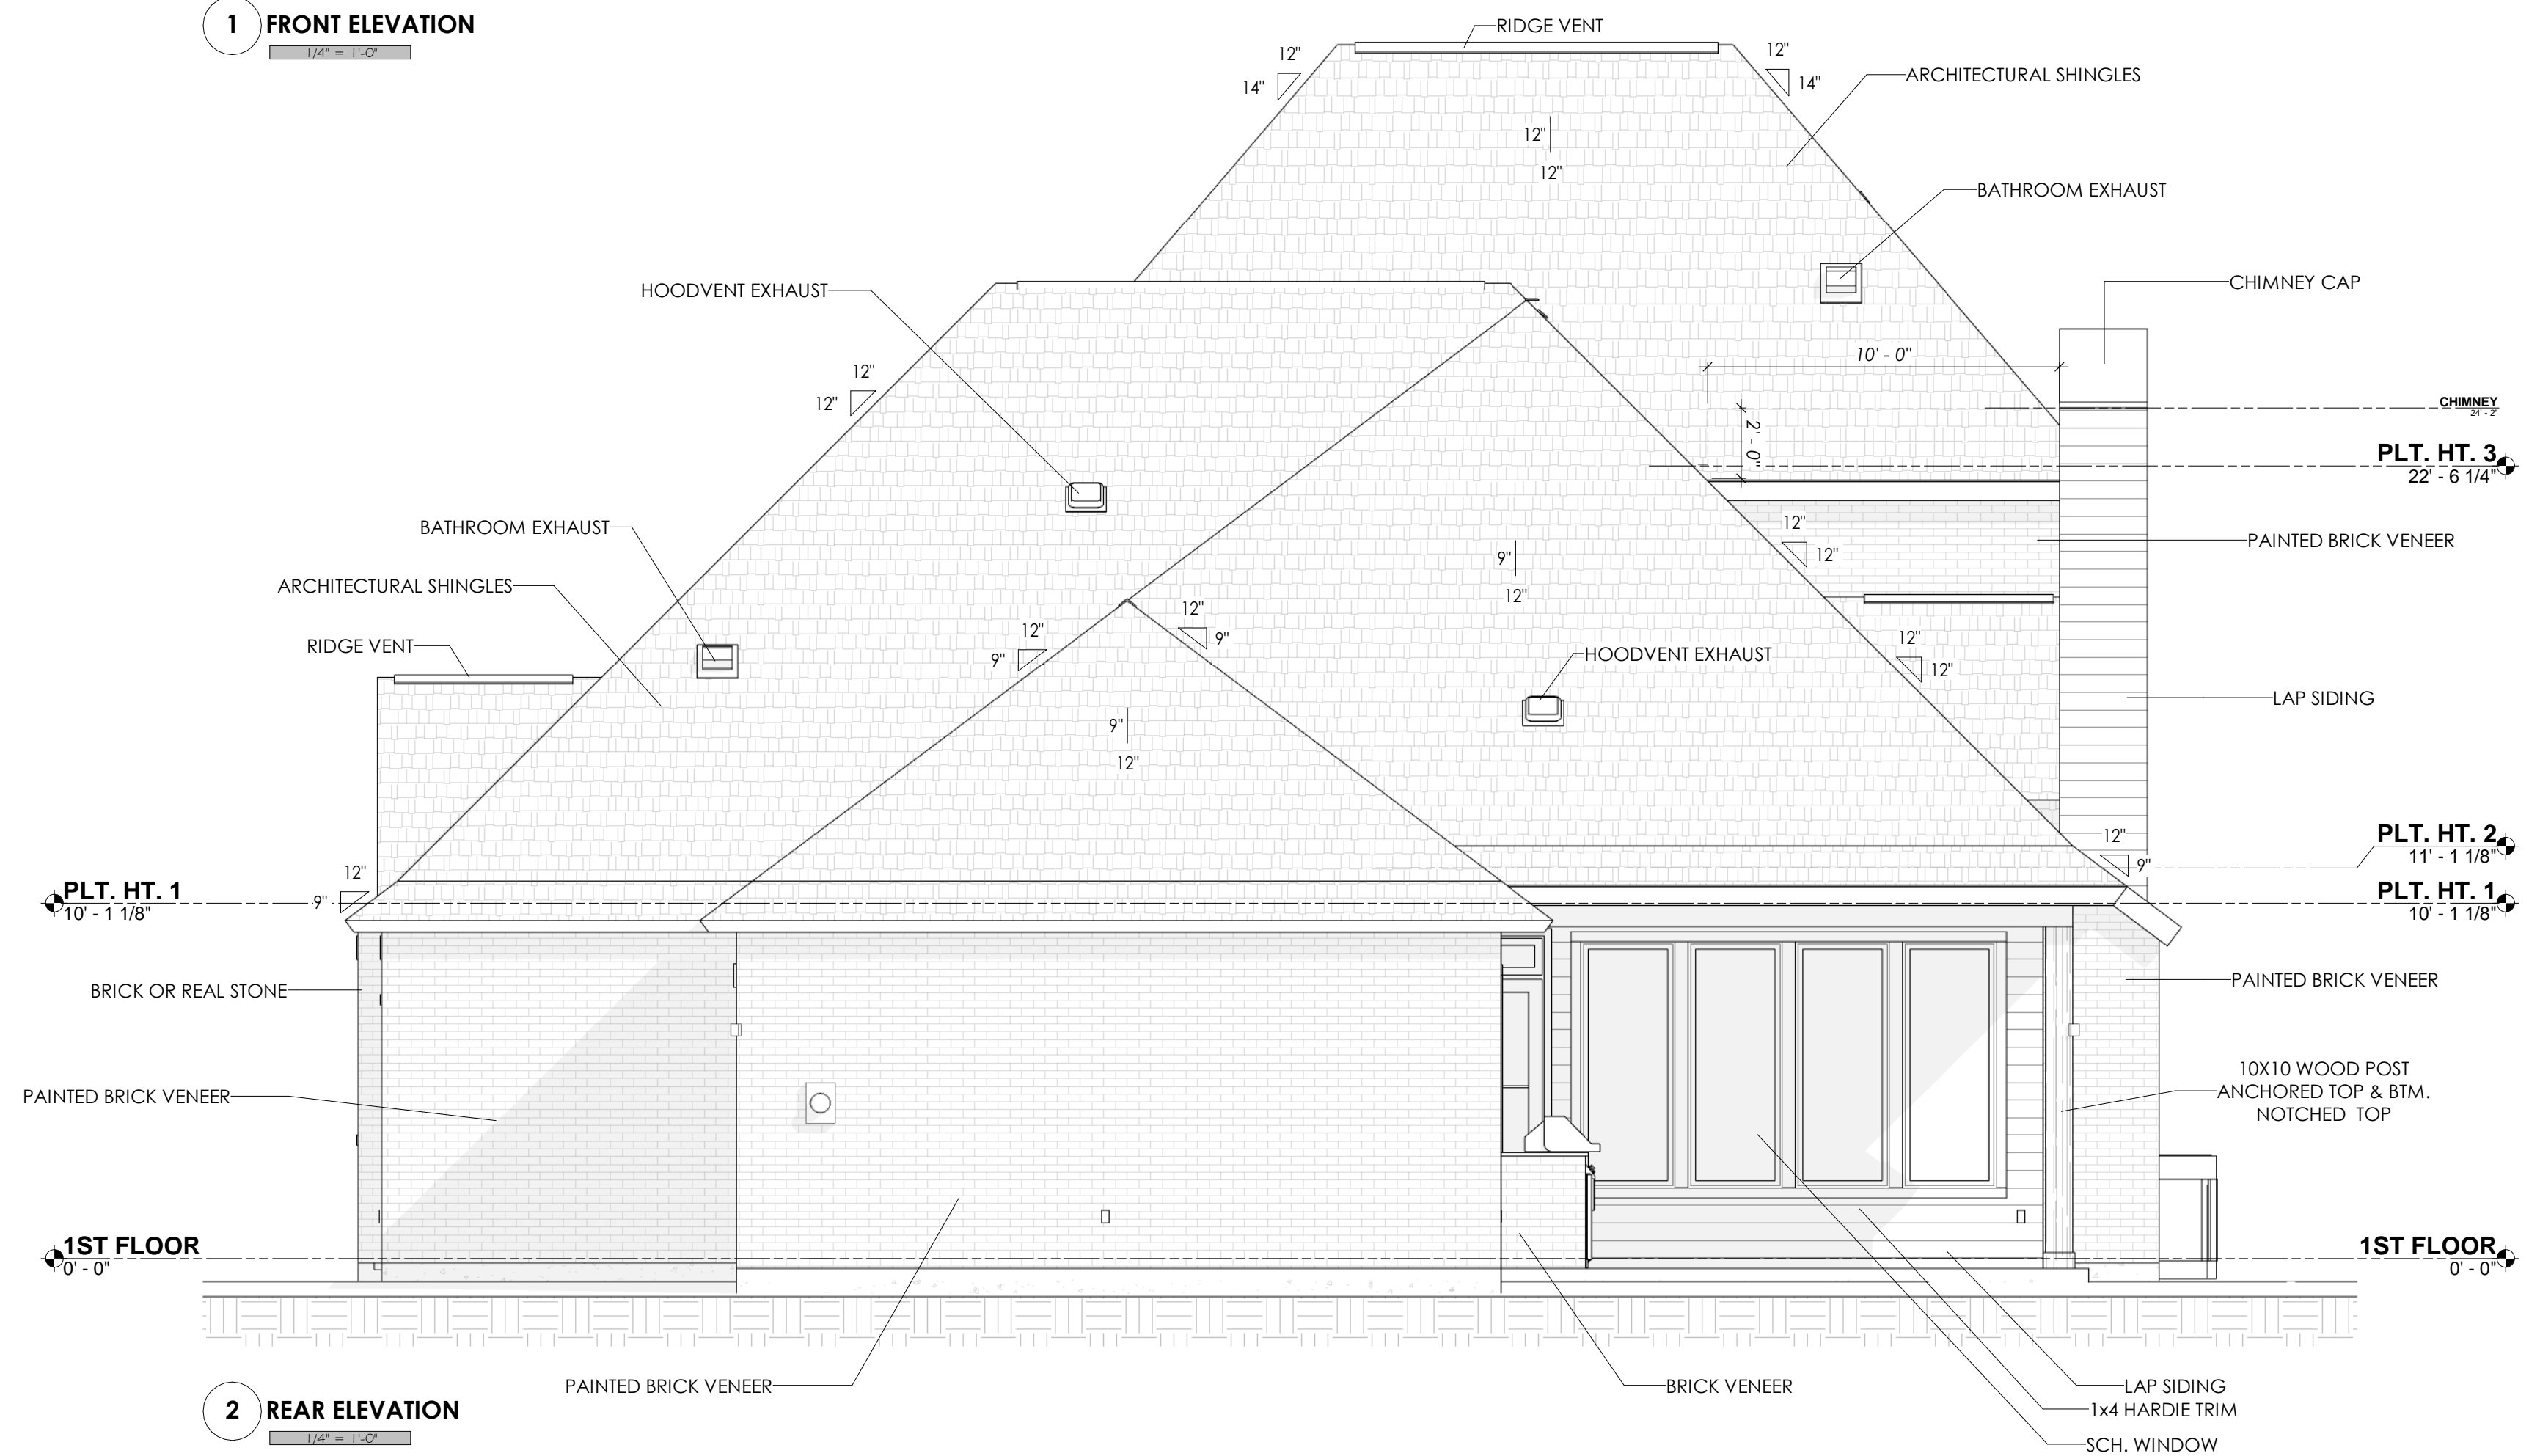 1 FRONT ELEVATION
1/4" = 1'-0"
RIDGE VENT
12"
14"
12"
14"
ARCHITECTURAL SHINGLES
12"
12"
BATHROOM EXHAUST
HOODVENT EXHAUST
CHIMNEY CAP
10' - 0"
12"
12"
CHIMNEY
24' - 2"
2' - 0"
PLT. HT. 3
22' - 6 1/4"
BATHROOM EXHAUST
12"
12"
PAINTED BRICK VENEER
9"
12"
ARCHITECTURAL SHINGLES
12"
9"
12"
9"
RIDGE VENT
HOODVENT EXHAUST
12"
12"
LAP SIDING
9"
12"
12"
9"
PLT. HT. 2
11' - 1 1/8"
12"
9"
PLT. HT. 1
10' - 1 1/8"
PLT. HT. 1
10' - 1 1/8"
BRICK OR REAL STONE
PAINTED BRICK VENEER
PAINTED BRICK VENEER
10X10 WOOD POST
ANCHORED TOP & BTM.
NOTCHED TOP
1ST FLOOR
0' - 0"
1ST FLOOR
0' - 0"
PAINTED BRICK VENEER
BRICK VENEER
LAP SIDING
1x4 HARDIE TRIM
SCH. WINDOW
2 REAR ELEVATION
1/4" = 1'-0"